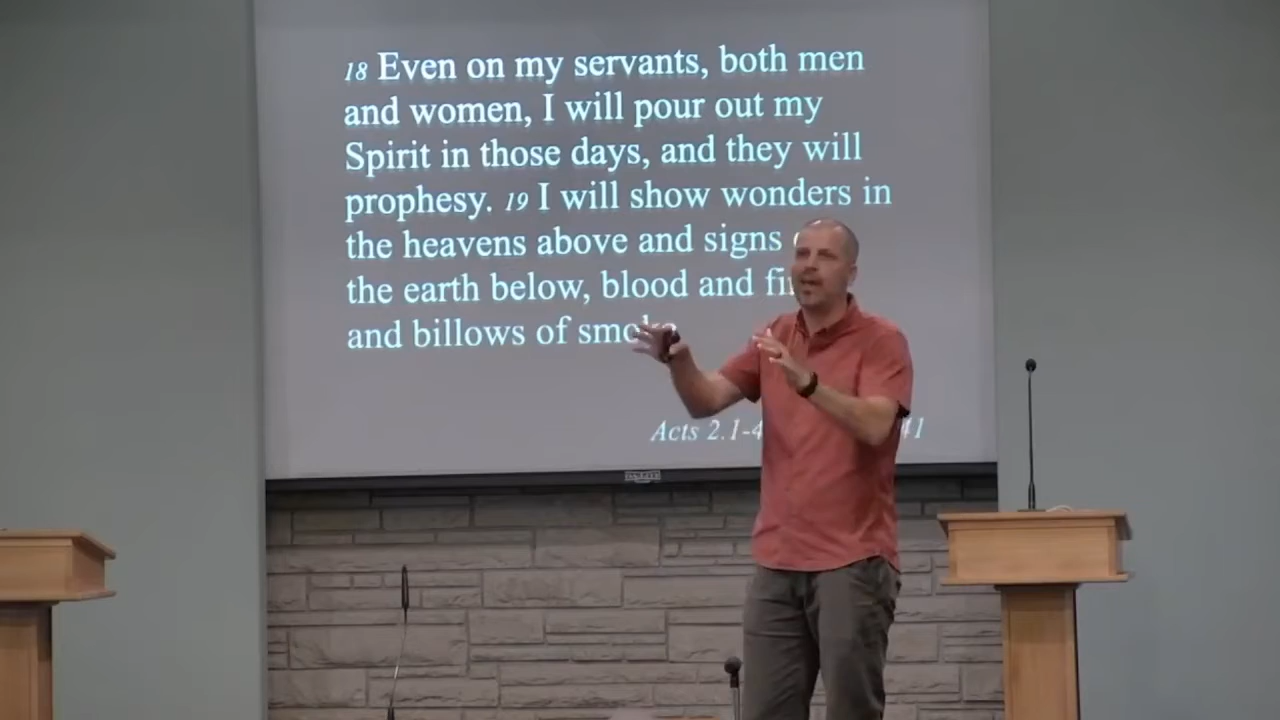 18 Even on my servants, both men
and women, I will pour out my
Spirit in those days, and they will
prophesy. 19 I will show wonders in
the heavens above and signs
the earth below, blood and
and billows of
Acts 2.1-4